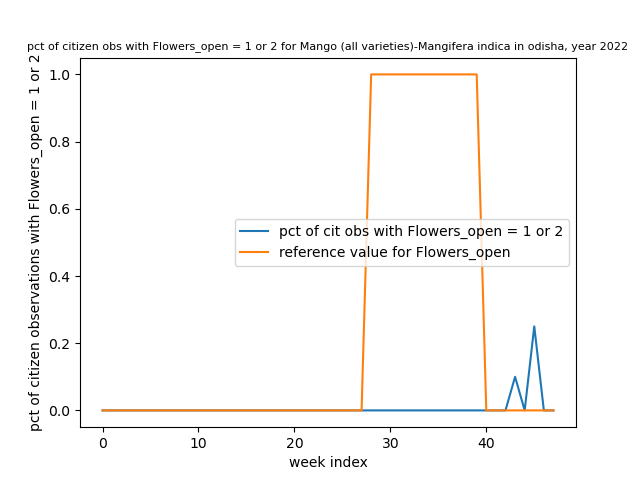 pct of citizen obs with Flowers_open = 1 or 2 for Mango (all varieties)-Mangifera indica in odisha, year 2022
pct of citizen observations with Flowers_open = 1 or 2
1.0
0.8
0.6
0.4
0.2
0.0
pct of cit obs with Flowers_open = 1 or 2
reference value for Flowers_open
0 10 20 30 40
week index